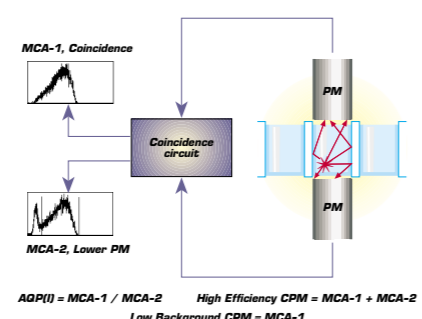 MCA-1, Coincidence
PM
Coincidence
circuit
PM
MCA-2, Lower PM
AQP(I) = MCA-1 / MCA-2 High Efficiency CPM = MCA-1 + MCA-2
Low Background CPM = MCA-1